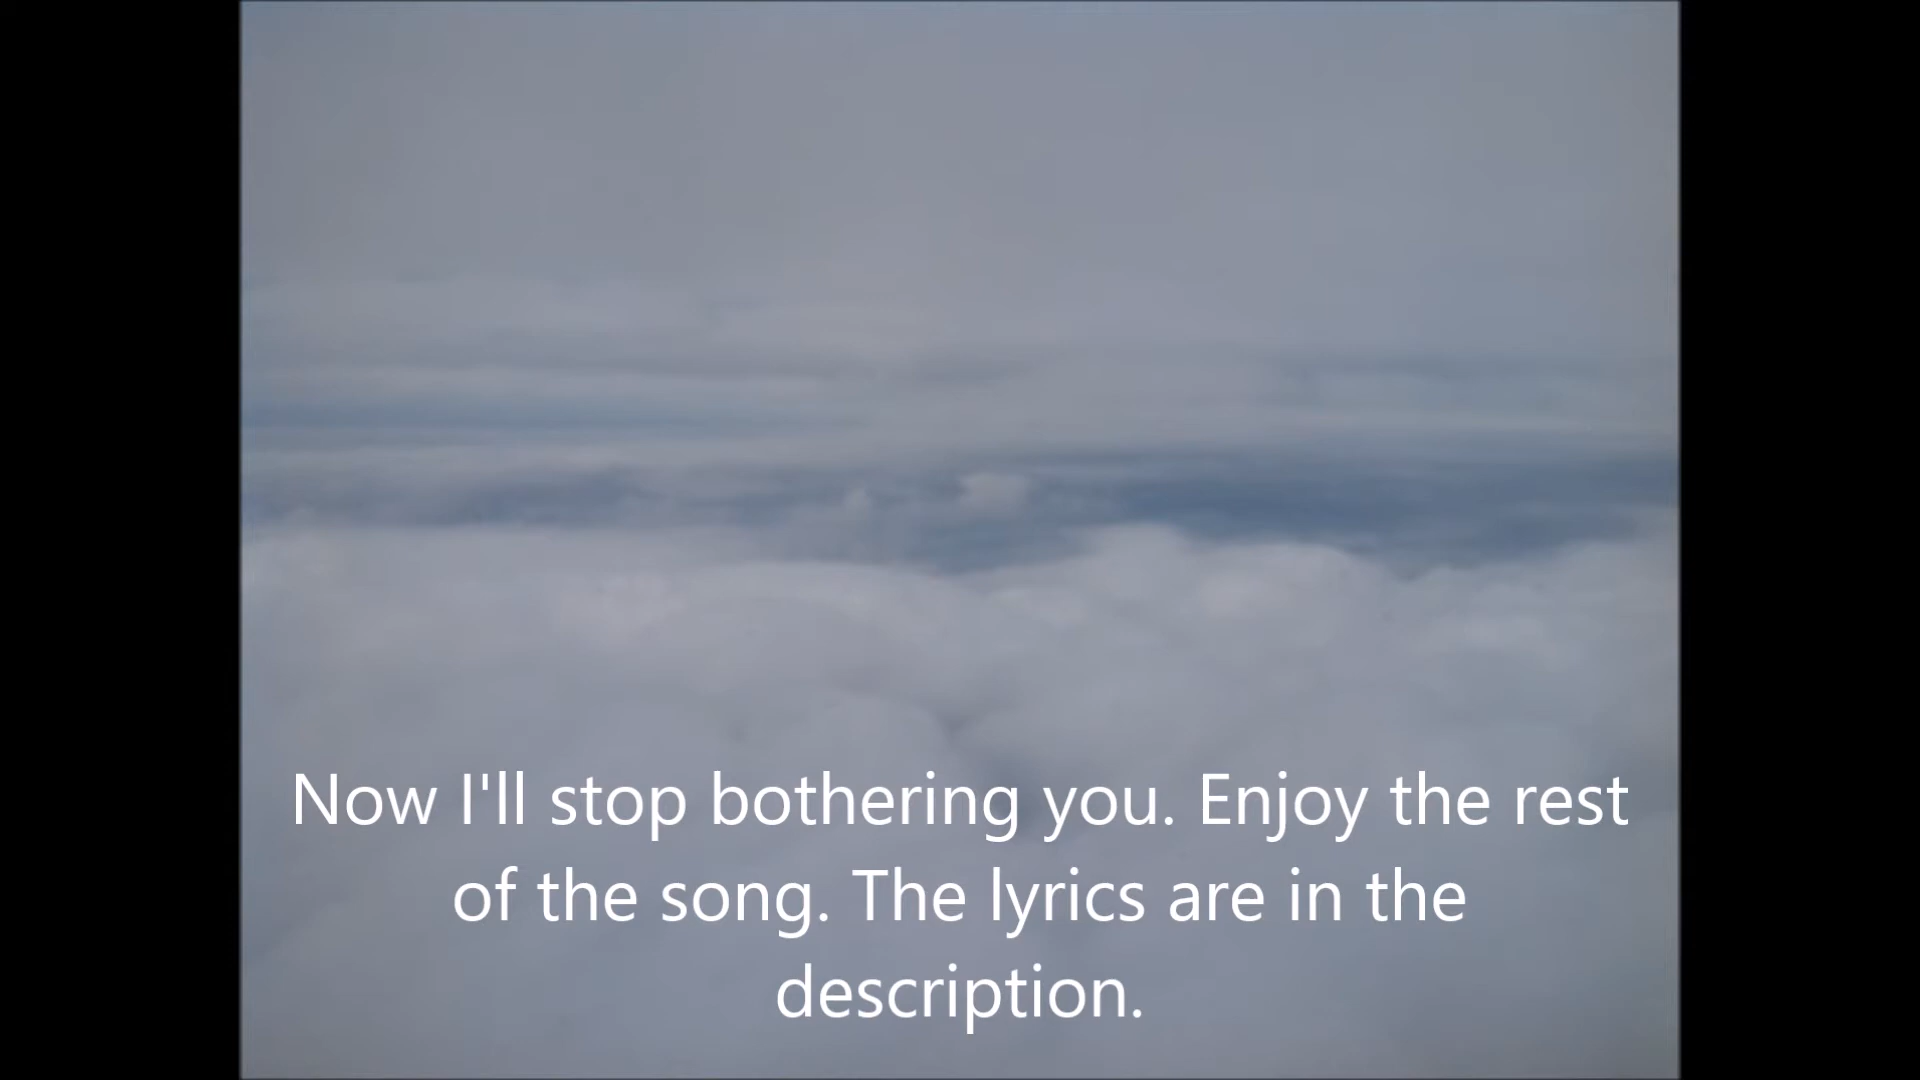 Now I'll stop bothering you. Enjoy the rest
of the song. The lyrics are in the
description.